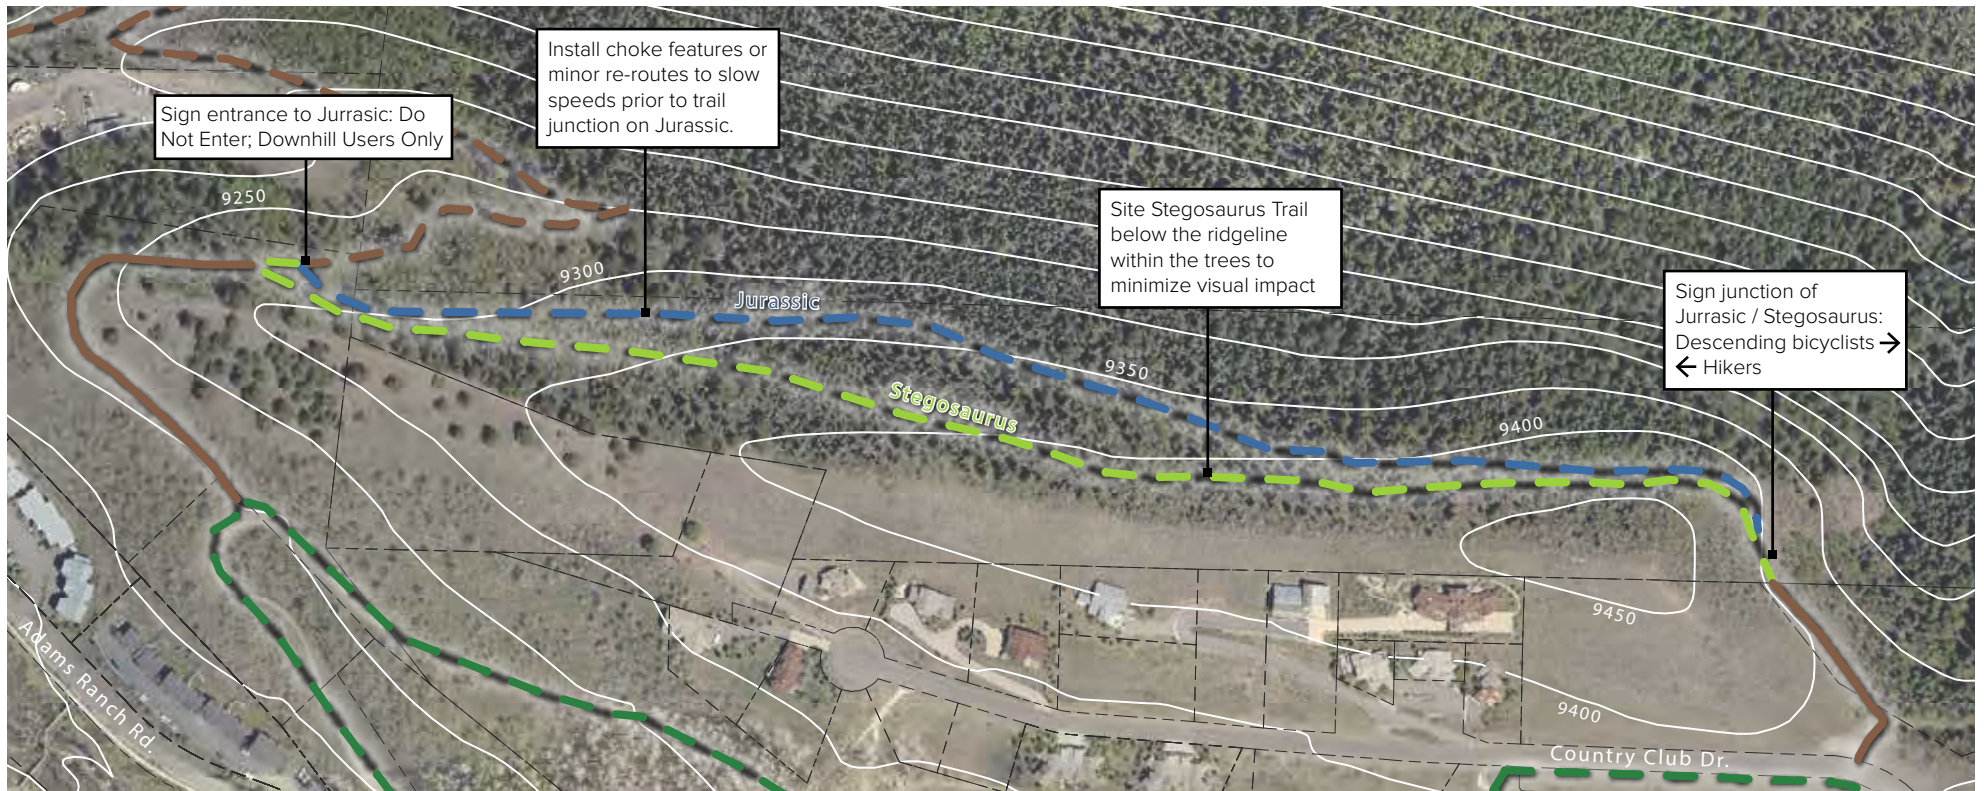 Install choke features or
minor re-routes to slow
speeds prior to trail
junction on Jurassic.
Sign entrance to Jurrasic: Do
Not Enter; Downhill Users Only
9250
Site Stegosaurus Trail
below the ridgeline
within the trees to
minimize visual impact
9300
Jurassic
Sign junction of
Jurrasic / Stegosaurus:
Descending bicyclists →
← Hikers
9350
Stegosaurus
9400
9450
Adams Ranch Rd.
9400
Country Club Dr.